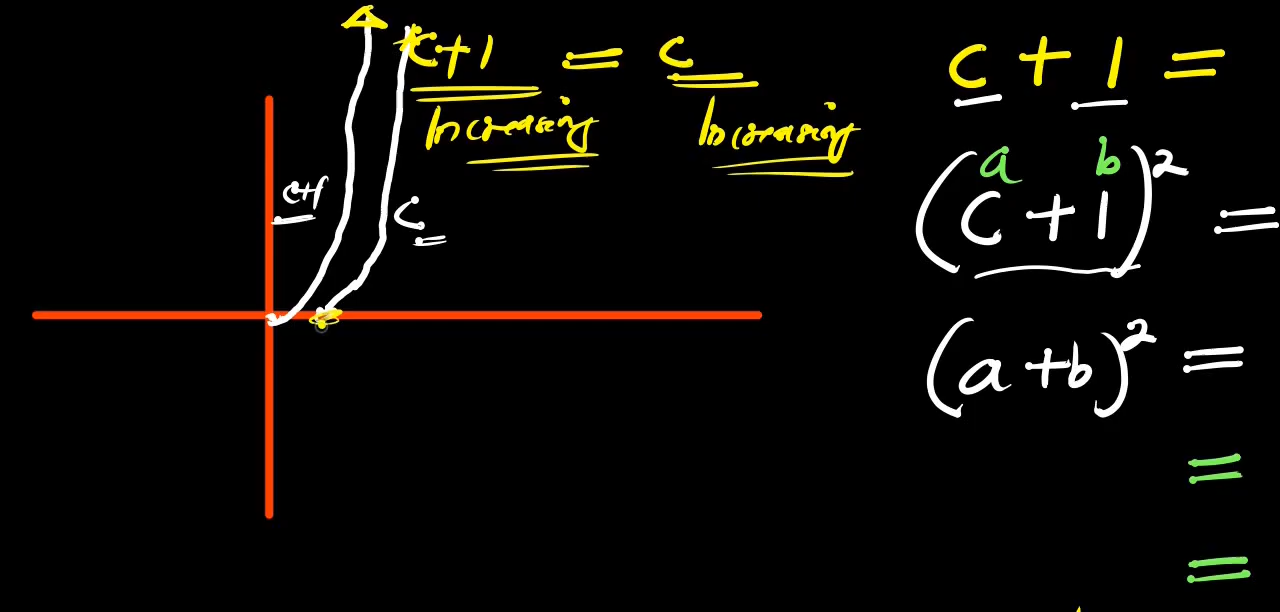 c+1 = c
Increasing Increasing
c+1
c
c + 1 =
a b
(c + 1)² =
(a + b)² =
=
=